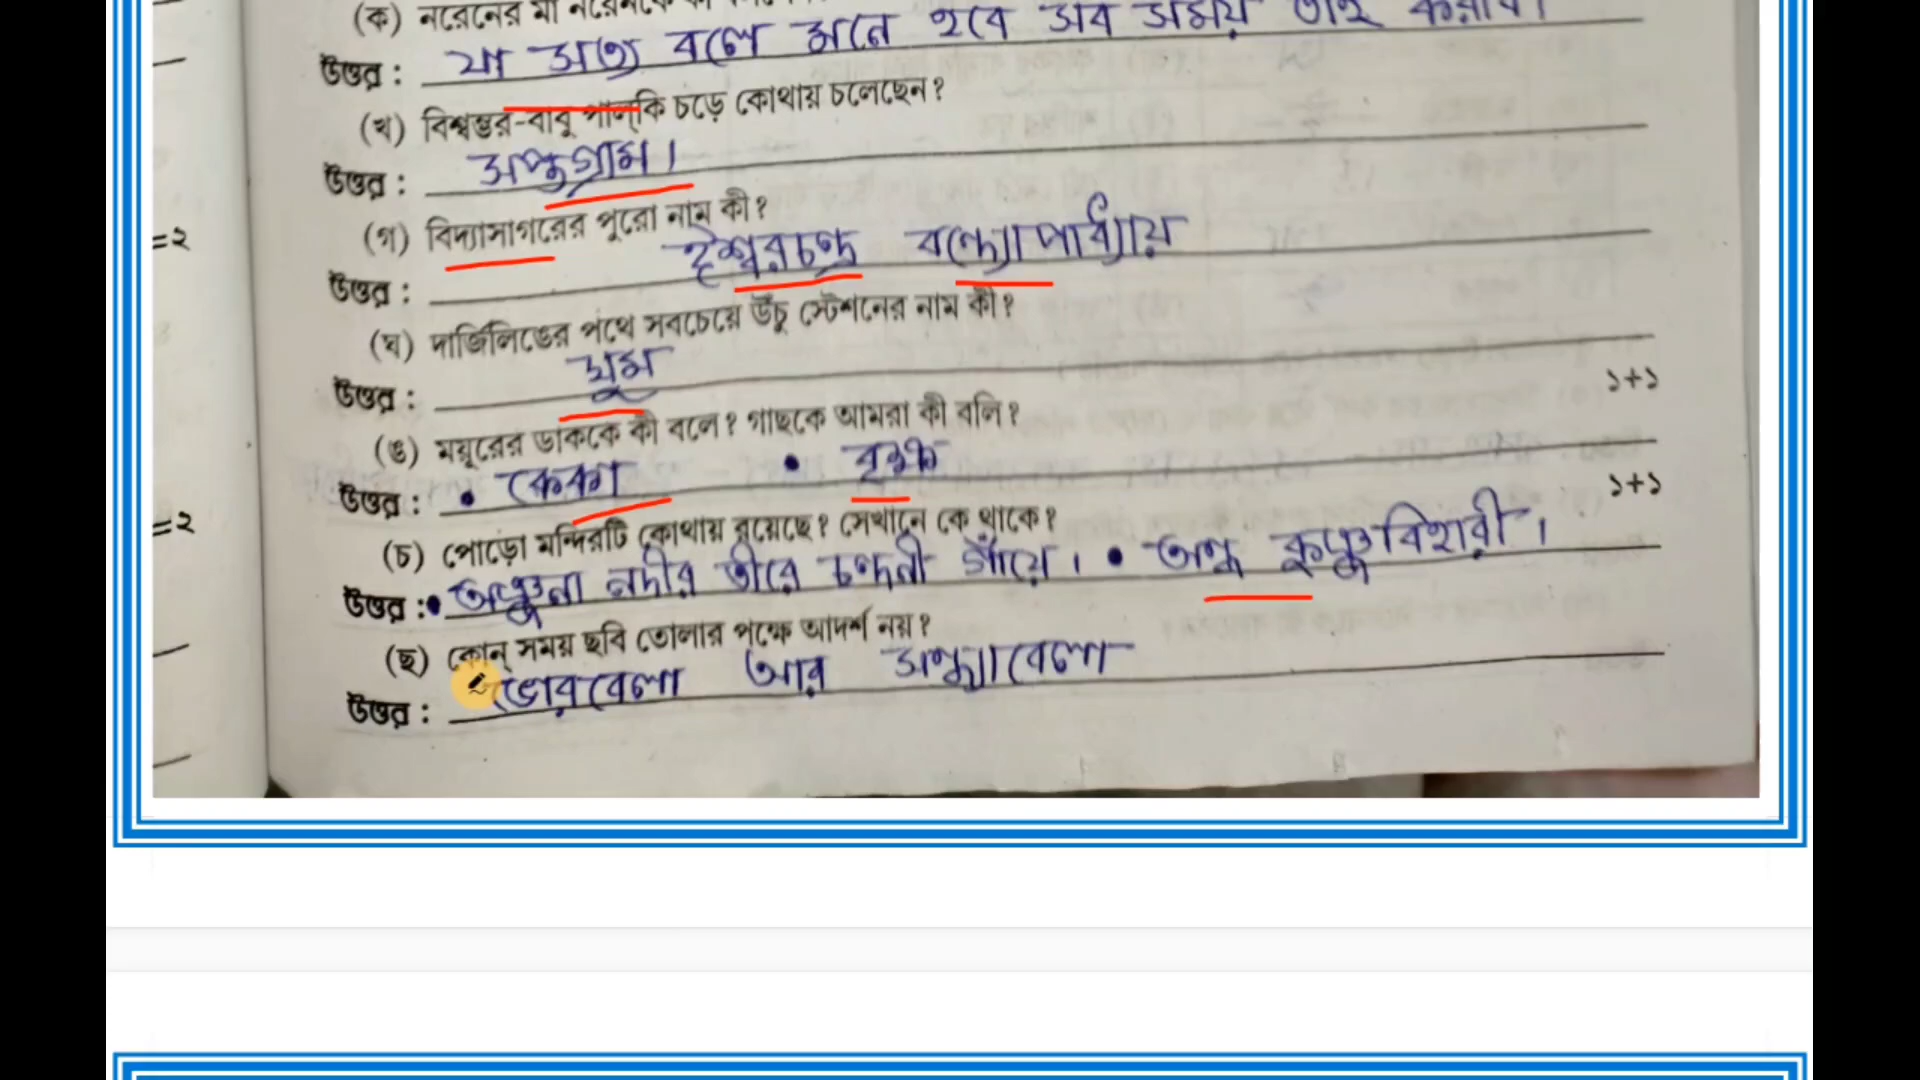 (ক) নরেনের মা নরেনকে
উত্তর : যা সত্য বলে মনে হবে সব সময় তাই করবি।
(খ) বিশ্বম্ভর-বাবু পাল্‌কি চড়ে কোথায় চলেছেন?
উত্তর : সপ্তগ্রাম।
=২
(গ) বিদ্যাসাগরের পুরো নাম কী?
উত্তর : ঈশ্বরচন্দ্র বন্দ্যোপাধ্যায়
(ঘ) দার্জিলিঙের পথে সবচেয়ে উঁচু স্টেশনের নাম কী?
উত্তর : ঘুম
(ঙ) ময়ূরের ডাককে কী বলে? গাছকে আমরা কী বলি? ১+১
উত্তর : • কেকা • বৃক্ষ
=২
(চ) পোড়ো মন্দিরটি কোথায় রয়েছে? সেখানে কে থাকে? ১+১
উত্তর :• অঞ্জনা নদীর তীরে চন্দনী গাঁয়ে। • অন্ধ কুঞ্জবিহারী।
(ছ) কোন্ সময় ছবি তোলার পক্ষে আদর্শ নয়?
উত্তর : ভোরবেলা আর সন্ধ্যাবেলা